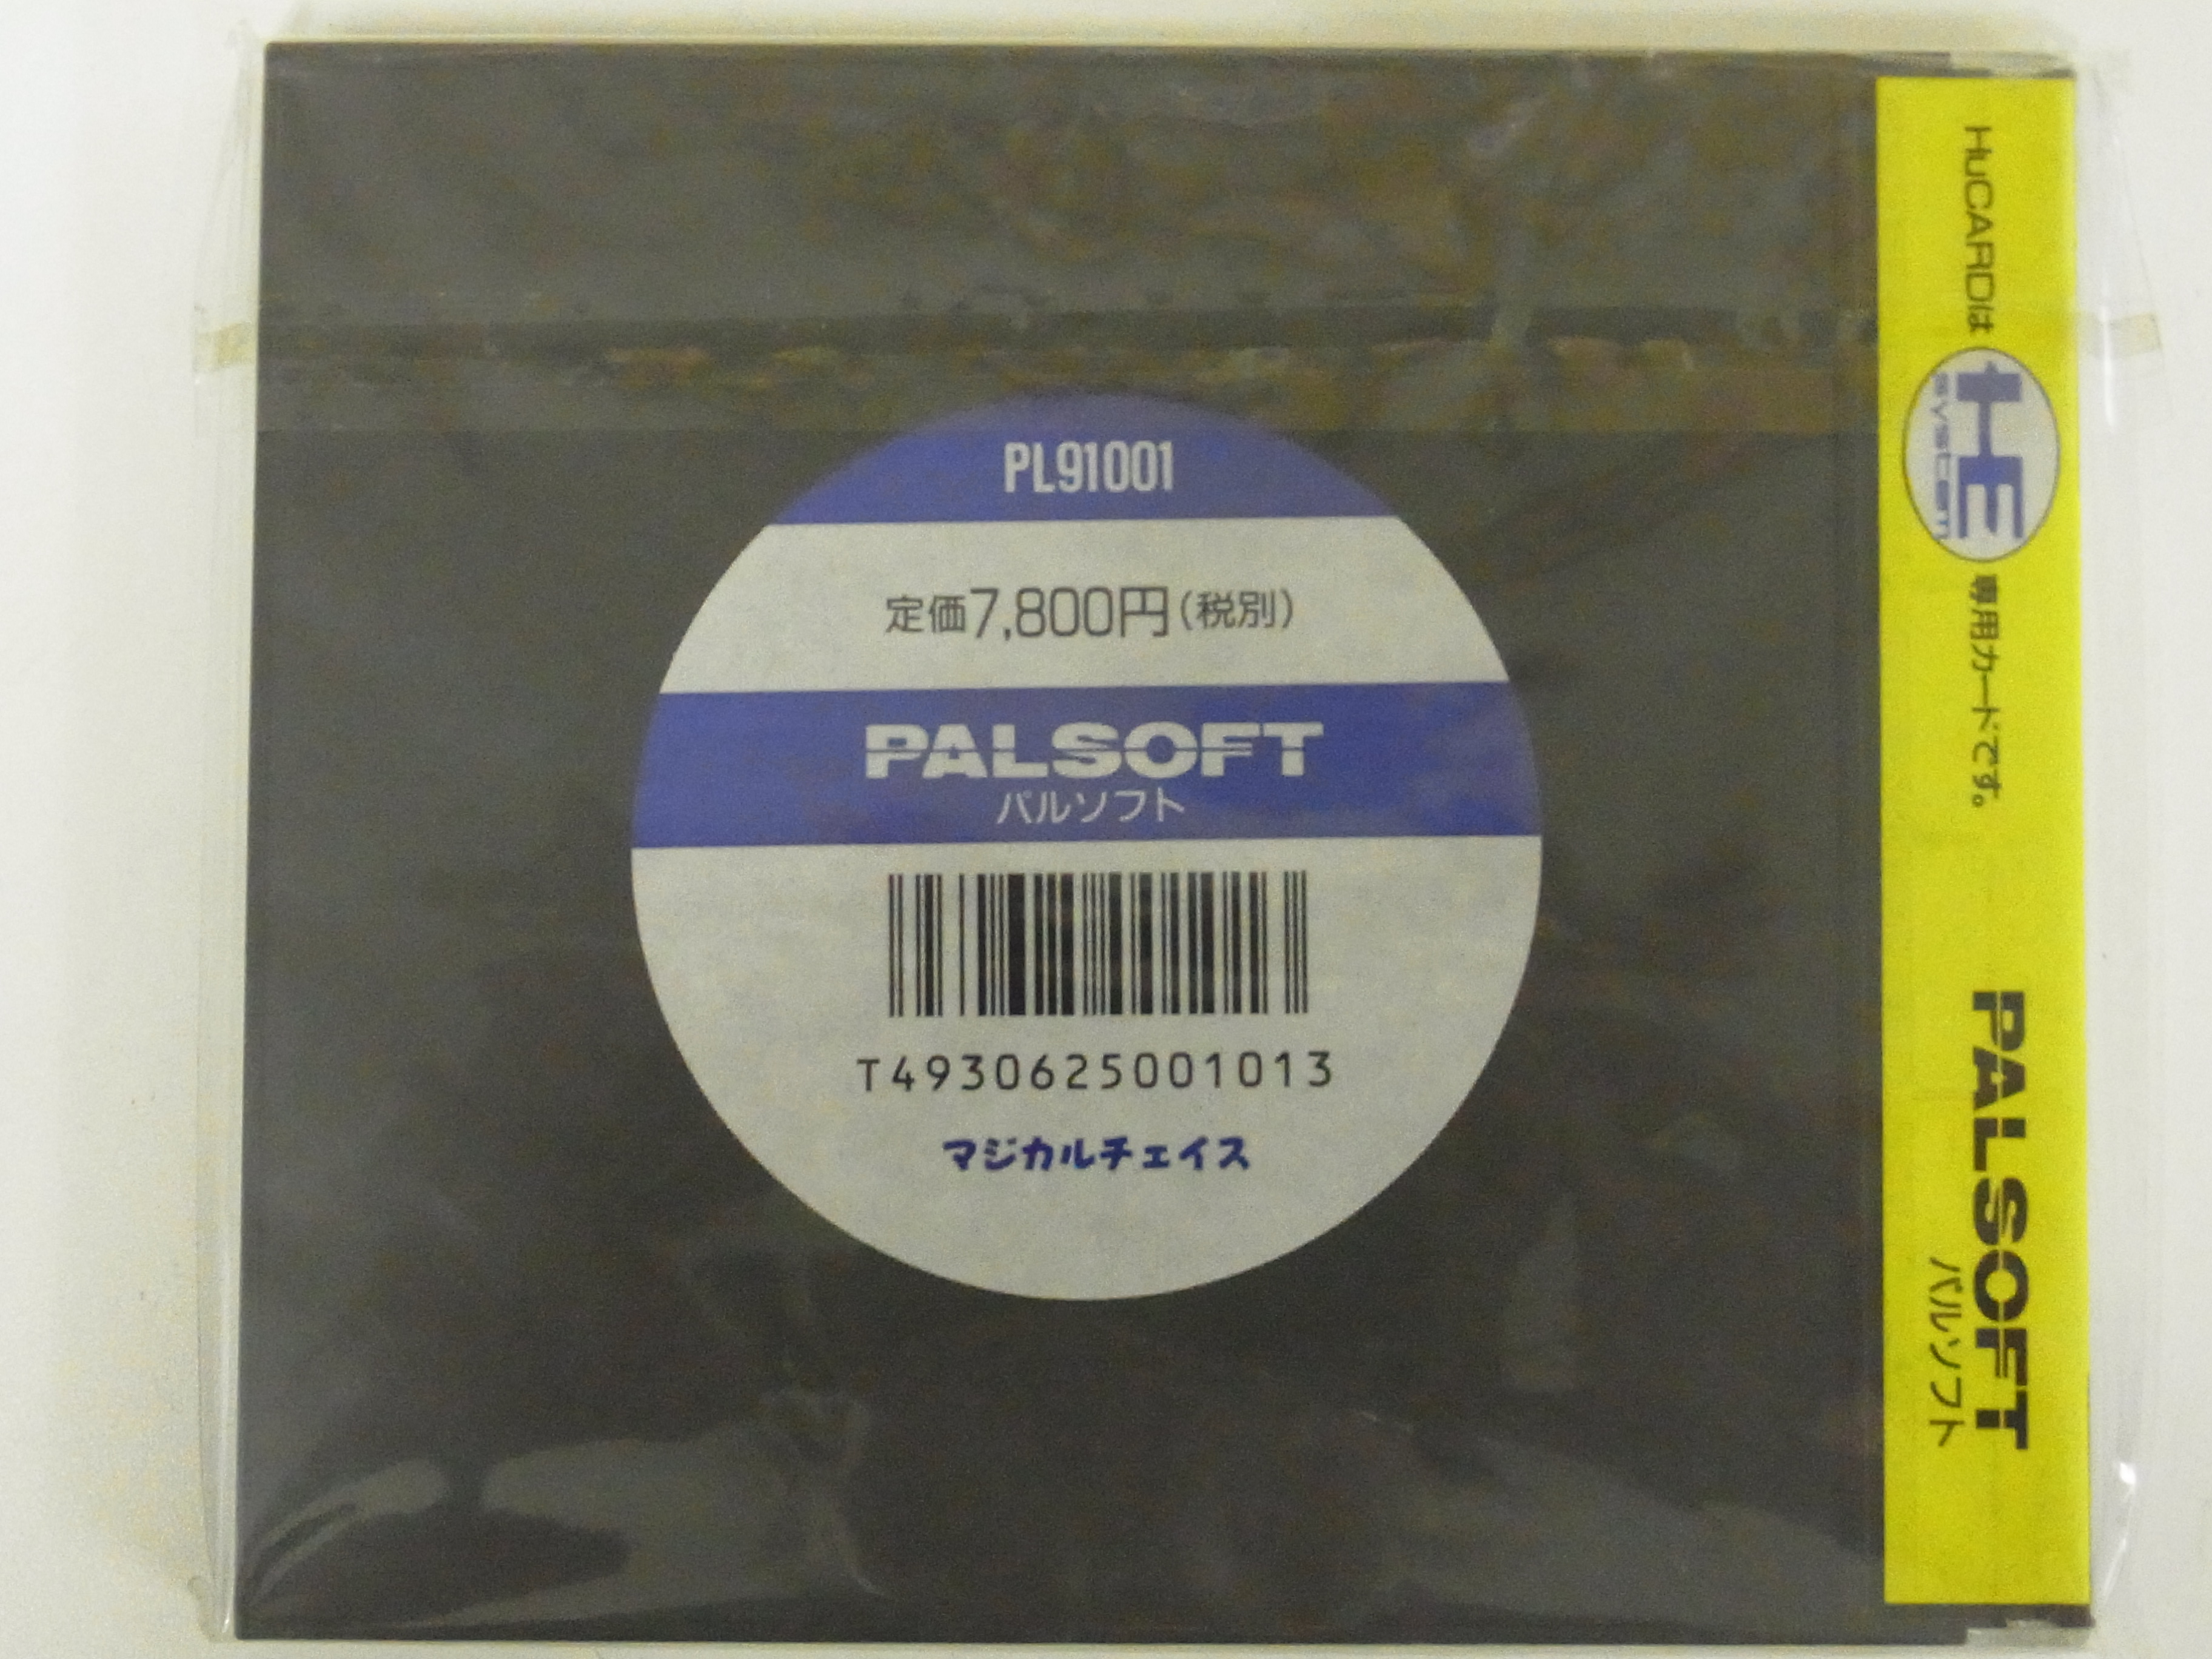 PL91001
定価7,800円(税別)
PALSOFT
パルソフト
T4930625001013
マジカルチェイス
HuCARDは HE system 専用カードです。
PALSOFT
パルソフト